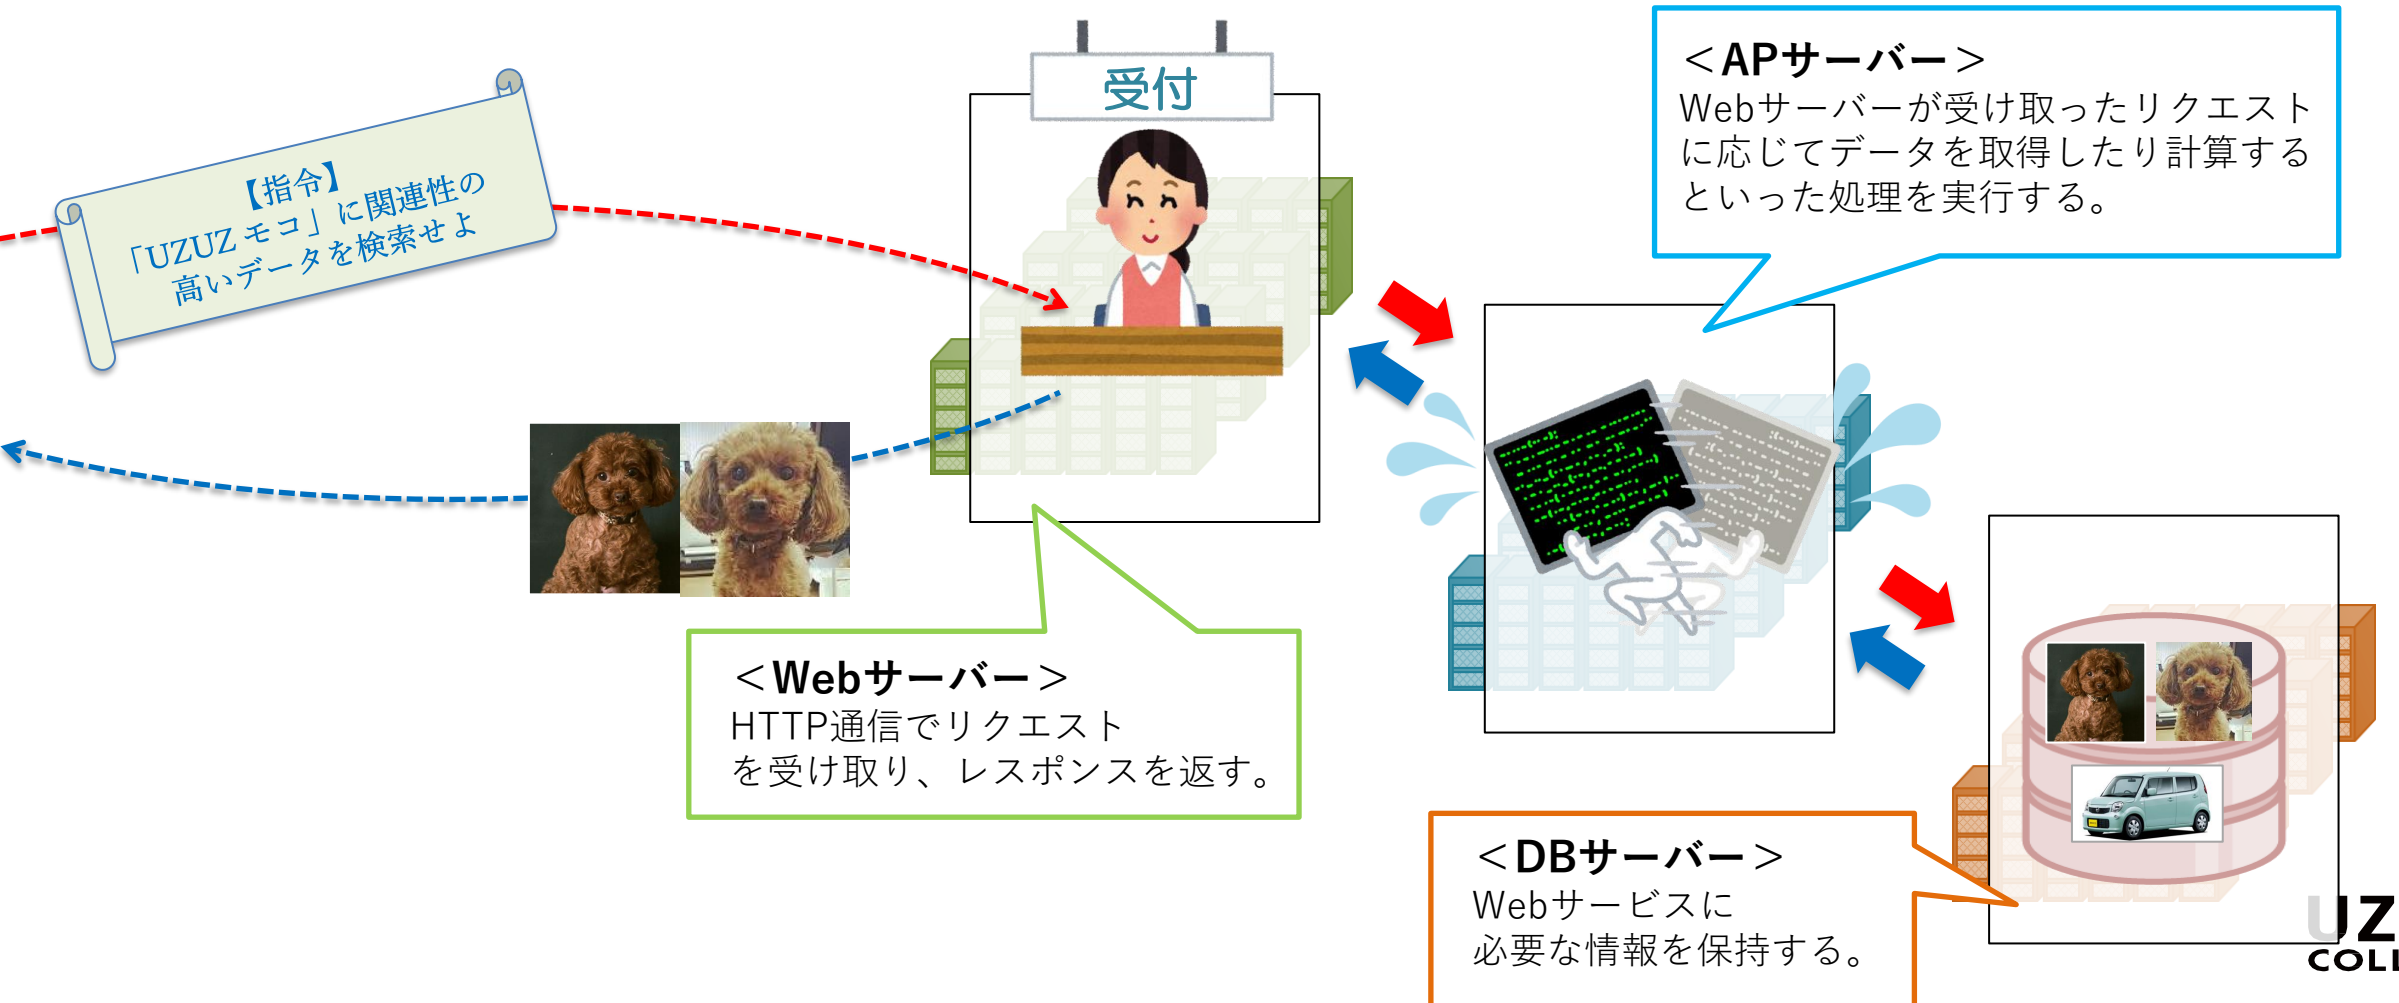 受付
【指令】
「UZUZ モコ」に関連性の
高いデータを検索せよ
＜APサーバー＞
Webサーバーが受け取ったリクエスト
に応じてデータを取得したり計算する
といった処理を実行する。
＜Webサーバー＞
HTTP通信でリクエスト
を受け取り、レスポンスを返す。
＜DBサーバー＞
Webサービスに
必要な情報を保持する。
UZ
COLL